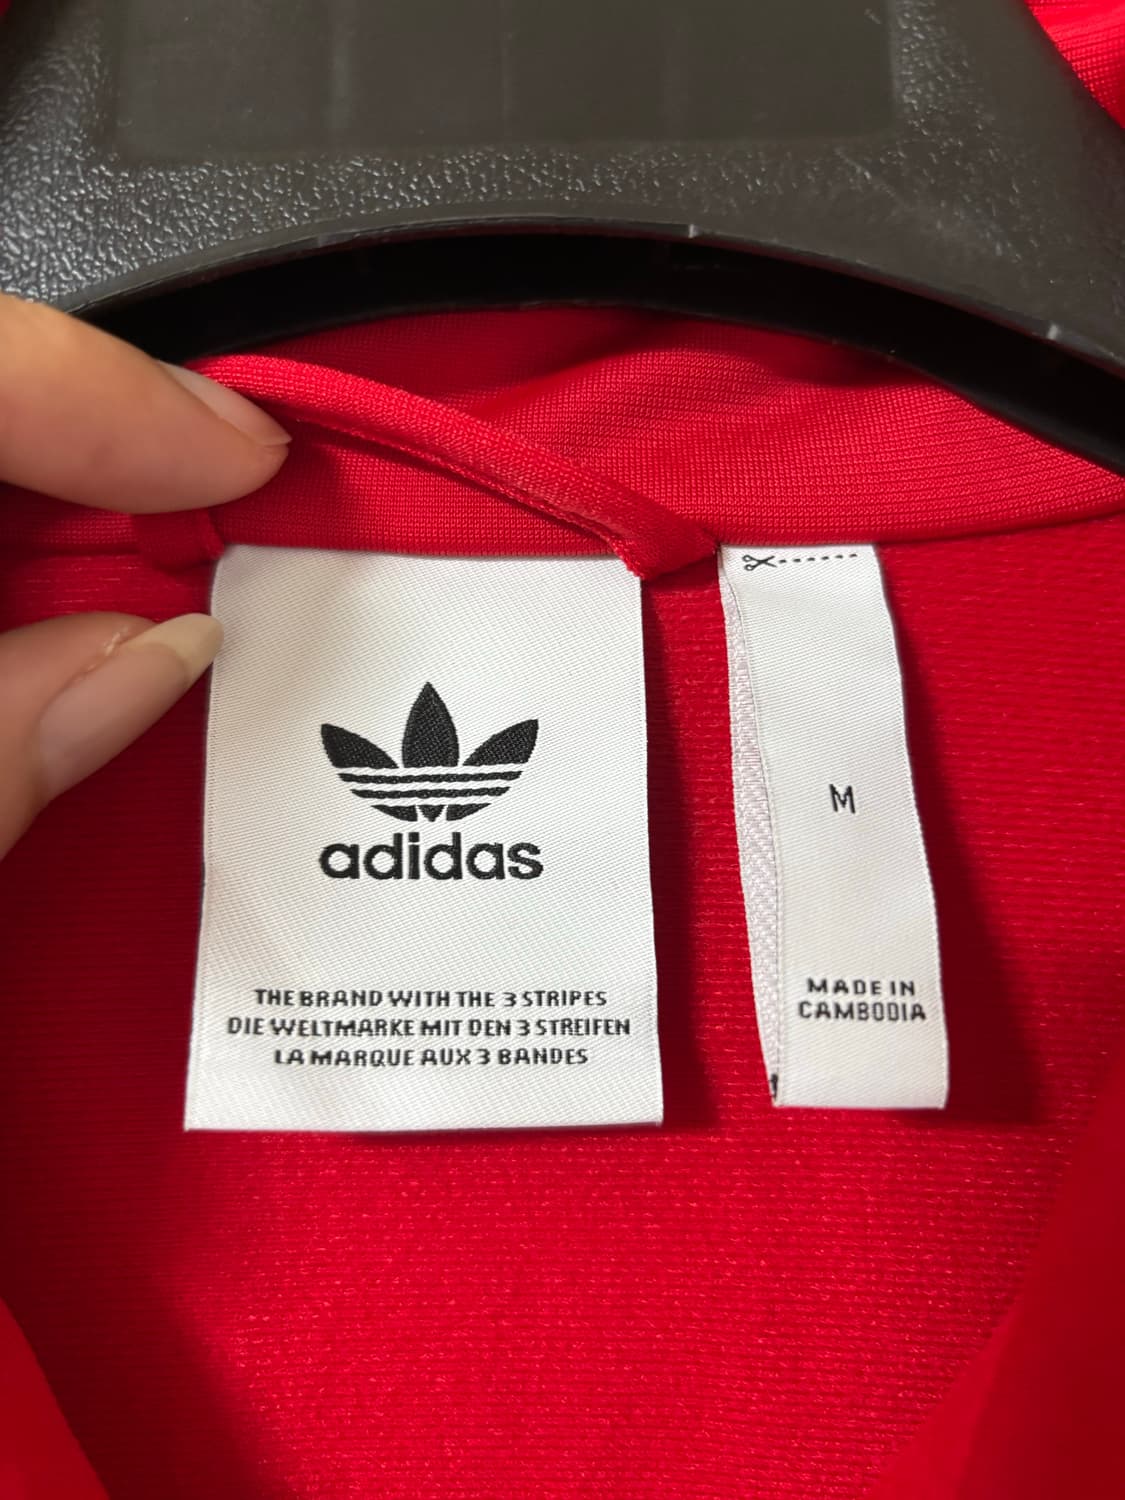 adidas
THE BRAND WITH THE 3 STRIPES
DIE WELTMARKE MIT DEN 3 STREIFEN
LA MARQUE AUX 3 BANDES
M
MADE IN
CAMBODIA